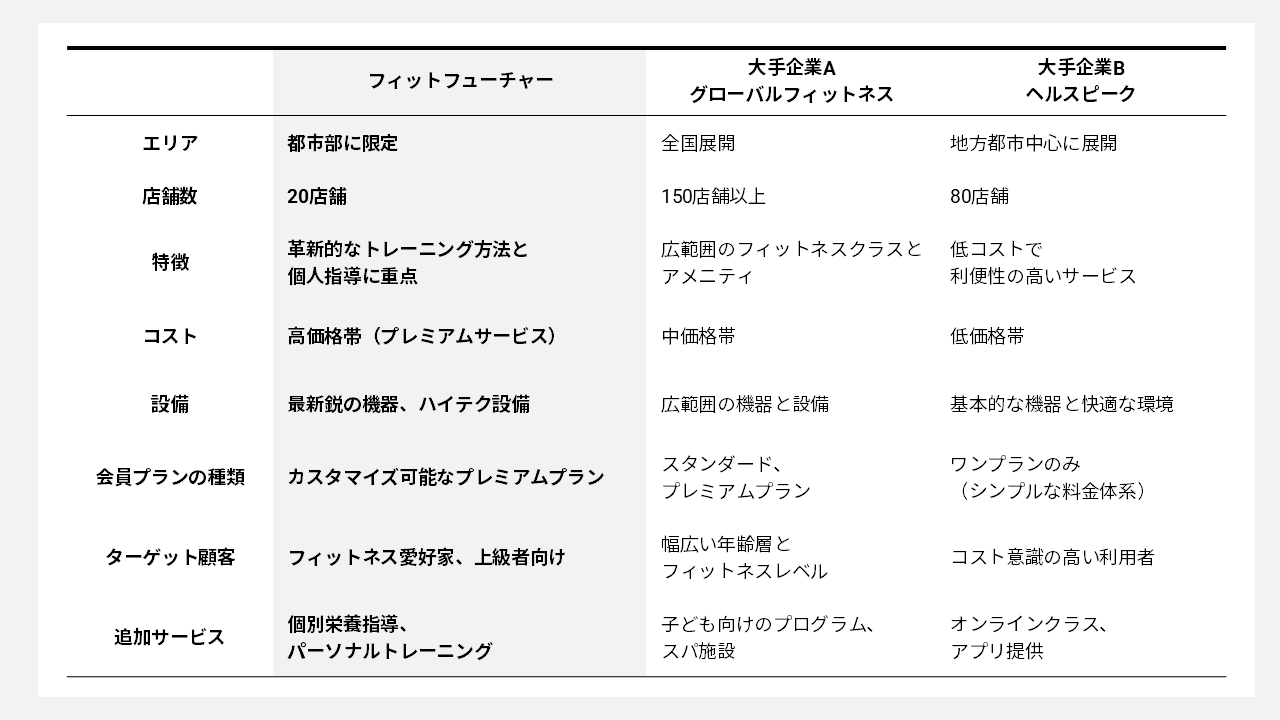 フィットフューチャー
大手企業A
グローバルフィットネス
大手企業B
ヘルスピーク
エリア
都市部に限定
全国展開
地方都市中心に展開
店舗数
20店舗
150店舗以上
80店舗
特徴
革新的なトレーニング方法と
個人指導に重点
広範囲のフィットネスクラスと
アメニティ
低コストで
利便性の高いサービス
コスト
高価格帯（プレミアムサービス）
中価格帯
低価格帯
設備
最新鋭の機器、ハイテク設備
広範囲の機器と設備
基本的な機器と快適な環境
会員プランの種類
カスタマイズ可能なプレミアムプラン
スタンダード、
プレミアムプラン
ワンプランのみ
（シンプルな料金体系）
ターゲット顧客
フィットネス愛好家、上級者向け
幅広い年齢層と
フィットネスレベル
コスト意識の高い利用者
追加サービス
個別栄養指導、
パーソナルトレーニング
子ども向けのプログラム、
スパ施設
オンラインクラス、
アプリ提供